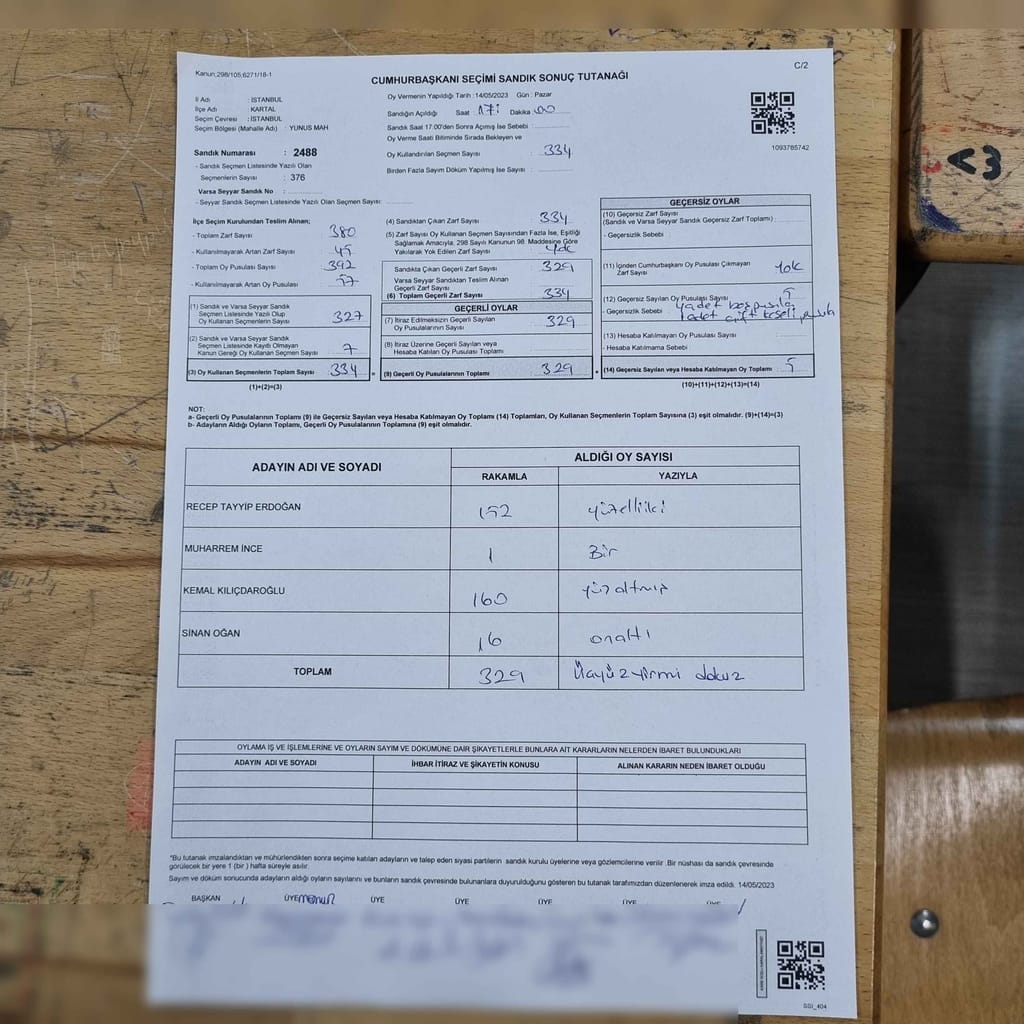 Kanun;298/105;6271/18-1
C/2
CUMHURBAŞKANI SEÇİMİ SANDIK SONUÇ TUTANAĞI
İl Adı : İSTANBUL
İlçe Adı : KARTAL
Seçim Çevresi : İSTANBUL
Seçim Bölgesi (Mahalle Adı) : YUNUS MAH
Sandık Numarası : 2488
- Sandık Seçmen Listesinde Yazılı Olan
Seçmenlerin Sayısı : 376
Varsa Seyyar Sandık No :
- Seyyar Sandık Seçmen Listesinde Yazılı Olan Seçmen Sayısı:
Oy Vermenin Yapıldığı Tarih : 14/05/2023 Gün : Pazar
Sandığın Açıldığı Saat : 17: Dakika : 00
Sandık Saat 17:00'den Sonra Açımış İse Sebebi :
Oy Verme Saati Bitiminde Sırada Bekleyen ve
Oy Kullandırılan Seçmen Sayısı : 334
Birden Fazla Sayım Döküm Yapılmış İse Sayısı :
1093785742
İlçe Seçim Kurulundan Teslim Alınan;
- Toplam Zarf Sayısı 380
- Kullanılmayarak Artan Zarf Sayısı 45
- Toplam Oy Pusulası Sayısı 392
- Kullanılmayarak Artan Oy Pusulası 57
(1) Sandık ve Varsa Seyyar Sandık
Seçmen Listesinde Yazılı Olup
Oy Kullanan Seçmenlerin Sayısı 327
(2) Sandık ve Varsa Seyyar Sandık
Seçmen Listesinde Kayıtlı Olmayan
Kanun Gereği Oy Kullanan Seçmen Sayısı 7
(3) Oy Kullanan Seçmenlerin Toplam Sayısı 334 =
(1)+(2)=(3)
(4) Sandıktan Çıkan Zarf Sayısı 334
(5) Zarf Sayısı Oy Kullanan Seçmen Sayısından Fazla İse, Eşitliği
Sağlamak Amacıyla, 298 Sayılı Kanunun 98. Maddesine Göre
Yakılarak Yok Edilen Zarf Sayısı Yok
Sandıkta Çıkan Geçerli Zarf Sayısı 329
Varsa Seyyar Sandıktan Teslim Alınan
Geçerli Zarf Sayısı
(6) Toplam Geçerli Zarf Sayısı 334
GEÇERLİ OYLAR
(7) İtiraz Edilmeksizin Geçerli Sayılan
Oy Pusulasının Sayısı 329
(8) İtiraz Üzerine Geçerli Sayılan veya
Hesaba Katılan Oy Pusulası Toplamı
(9) Geçerli Oy Pusulalarının Toplamı 329 +
GEÇERSİZ OYLAR
(10) Geçersiz Zarf Sayısı
(Sandık ve Varsa Seyyar Sandık Geçersiz Zarf Toplamı)
- Geçersizlik Sebebi
(11) İçinden Cumhurbaşkanı Oy Pusulası Çıkmayan
Zarf Sayısı Yok
(12) Geçersiz Sayılan Oy Pusulası Sayısı 5
- Geçersizlik Sebebi 4 adet boş pusula
1 adet çift kaşeli pusula
(13) Hesaba Katılmayan Oy Pusulası Sayısı
- Hesaba Katılmama Sebebi
(14) Geçersiz Sayılan veya Hesaba Katılmayan Oy Toplamı 5
(10)+(11)+(12)+(13)=(14)
NOT:
a- Geçerli Oy Pusulalarının Toplamı (9) ile Geçersiz Sayılan veya Hesaba Katılmayan Oy Toplamı (14) Toplamları, Oy Kullanan Seçmenlerin Toplam Sayısına (3) eşit olmalıdır. (9)+(14)=(3)
b- Adayların Aldığı Oyların Toplamı, Geçerli Oy Pusulalarının Toplamına (9) eşit olmalıdır.
ADAYIN ADI VE SOYADI
ALDIĞI OY SAYISI
RAKAMLA YAZIYLA
RECEP TAYYİP ERDOĞAN 152 yüzelliiki
MUHARREM İNCE 1 Bir
KEMAL KILIÇDAROĞLU 160 yüzaltmış
SİNAN OĞAN 16 onaltı
TOPLAM 329 Üçyüzyirmi dokuz
OYLAMA İŞ VE İŞLEMLERİNE VE OYLARIN SAYIM VE DÖKÜMÜNE DAİR ŞİKAYETLERLE BUNLARA AİT KARARLARIN NELERDEN İBARET BULUNDUKLARI
ADAYIN ADI VE SOYADI İHBAR İTİRAZ VE ŞİKAYETİN KONUSU ALINAN KARARIN NEDEN İBARET OLDUĞU
*Bu tutanak imzalandıktan ve mühürlendikten sonra seçime katılan adayların ve talep eden siyasi partilerin sandık kurulu üyelerine veya gözlemcilerine verilir .Bir nüshası da sandık çevresinde
görülecek bir yere 1 (bir ) hafta süreyle asılır.
Sayım ve döküm sonucunda adayların aldığı oyların sayılarını ve bunların sandık çevresinde bulunanlara duyurulduğunu gösteren bu tutanak tarafımızdan düzenlenerek imza edildi. 14/05/2023
BAŞKAN ÜYE ÜYE ÜYE ÜYE ÜYE ÜYE
SSİ_404